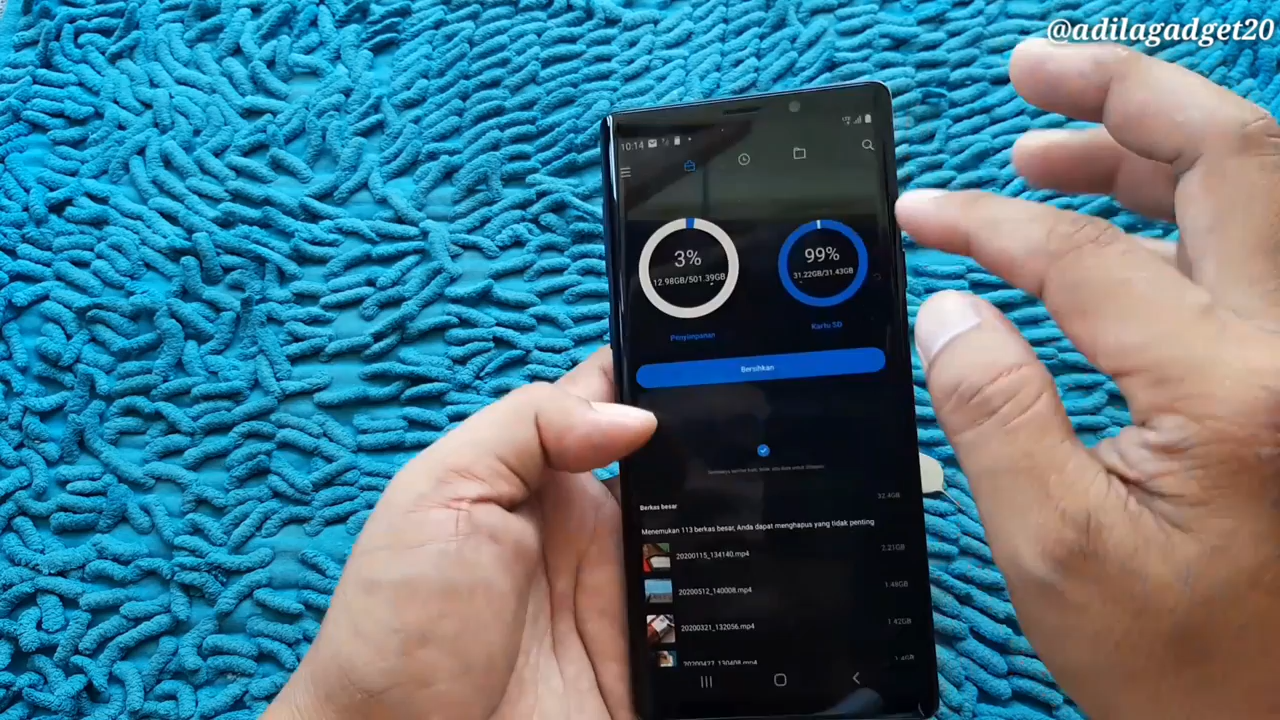 @adilagadget20
10:14
3%
12.98GB/501.39GB
Penyimpanan
99%
31.22GB/31.43GB
Kartu SD
Bersihkan
Berkas besar
32.4GB
Menemukan 113 berkas besar, Anda dapat menghapus yang tidak penting
20200115_134140.mp4
2.21GB
20200512_140008.mp4
1.48GB
20200321_132056.mp4
1.42GB
20200427_130408.mp4